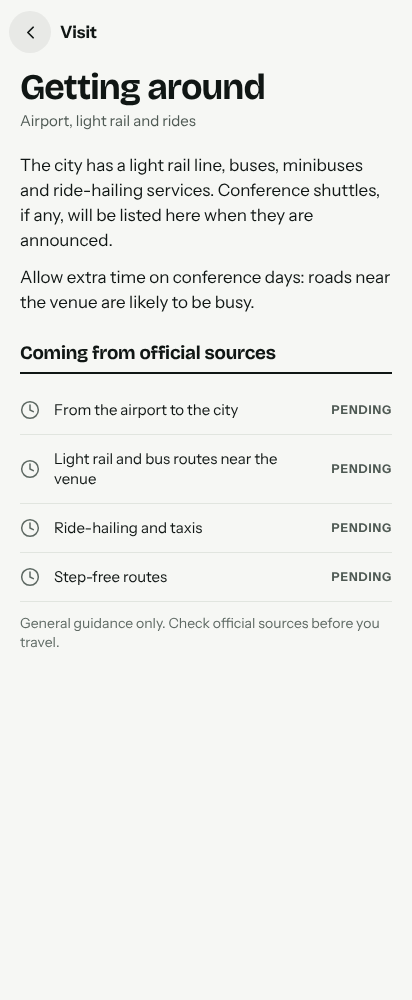 Visit
Getting around
Airport, light rail and rides
The city has a light rail line, buses, minibuses
and ride-hailing services. Conference shuttles,
if any, will be listed here when they are
announced.
Allow extra time on conference days: roads near
the venue are likely to be busy.
Coming from official sources
From the airport to the city PENDING
Light rail and bus routes near the
venue PENDING
Ride-hailing and taxis PENDING
Step-free routes PENDING
General guidance only. Check official sources before you
travel.